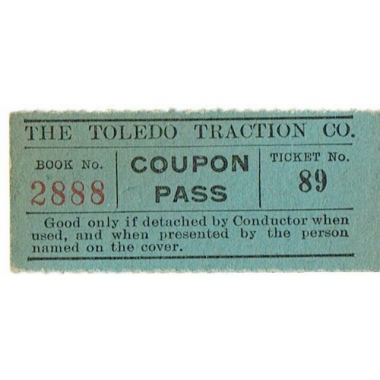 THE TOLEDO TRACTION CO.
BOOK No.
2888
COUPON
PASS
TICKET No.
89
Good only if detached by Conductor when
used, and when presented by the person
named on the cover.